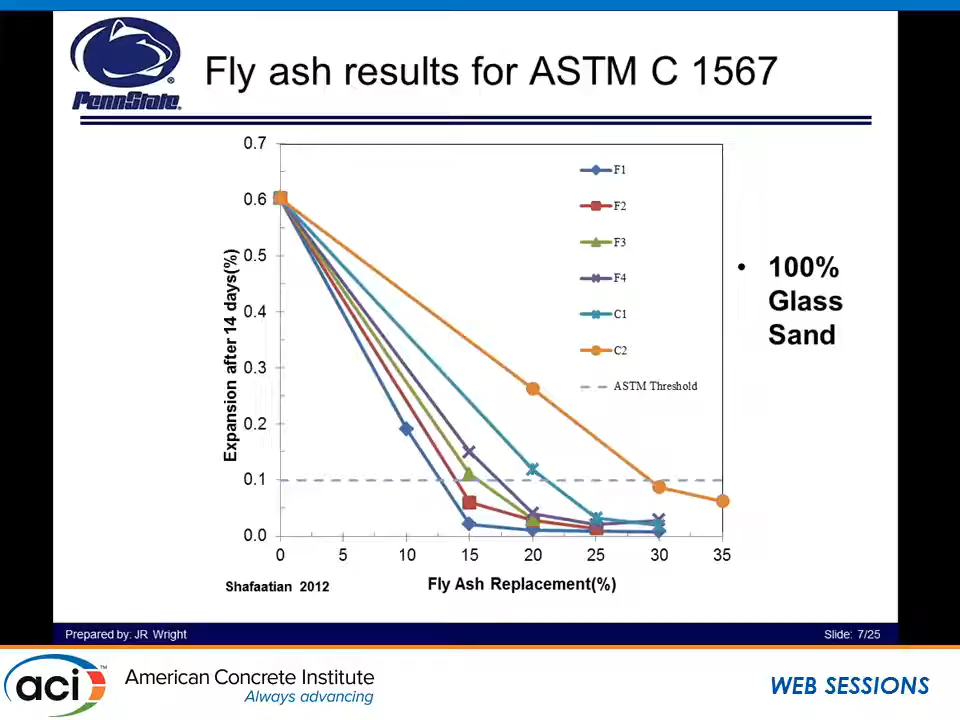 PennState
Fly ash results for ASTM C 1567
0.7
0.6
0.5
0.4
0.3
0.2
0.1
0.0
Expansion after 14 days(%)
F1
F2
F3
F4
C1
C2
ASTM Threshold
0 5 10 15 20 25 30 35
Fly Ash Replacement(%)
Shafaatian 2012
• 100%
Glass
Sand
Prepared by: JR Wright
Slide: 7/25
aci™
American Concrete Institute
Always advancing
WEB SESSIONS